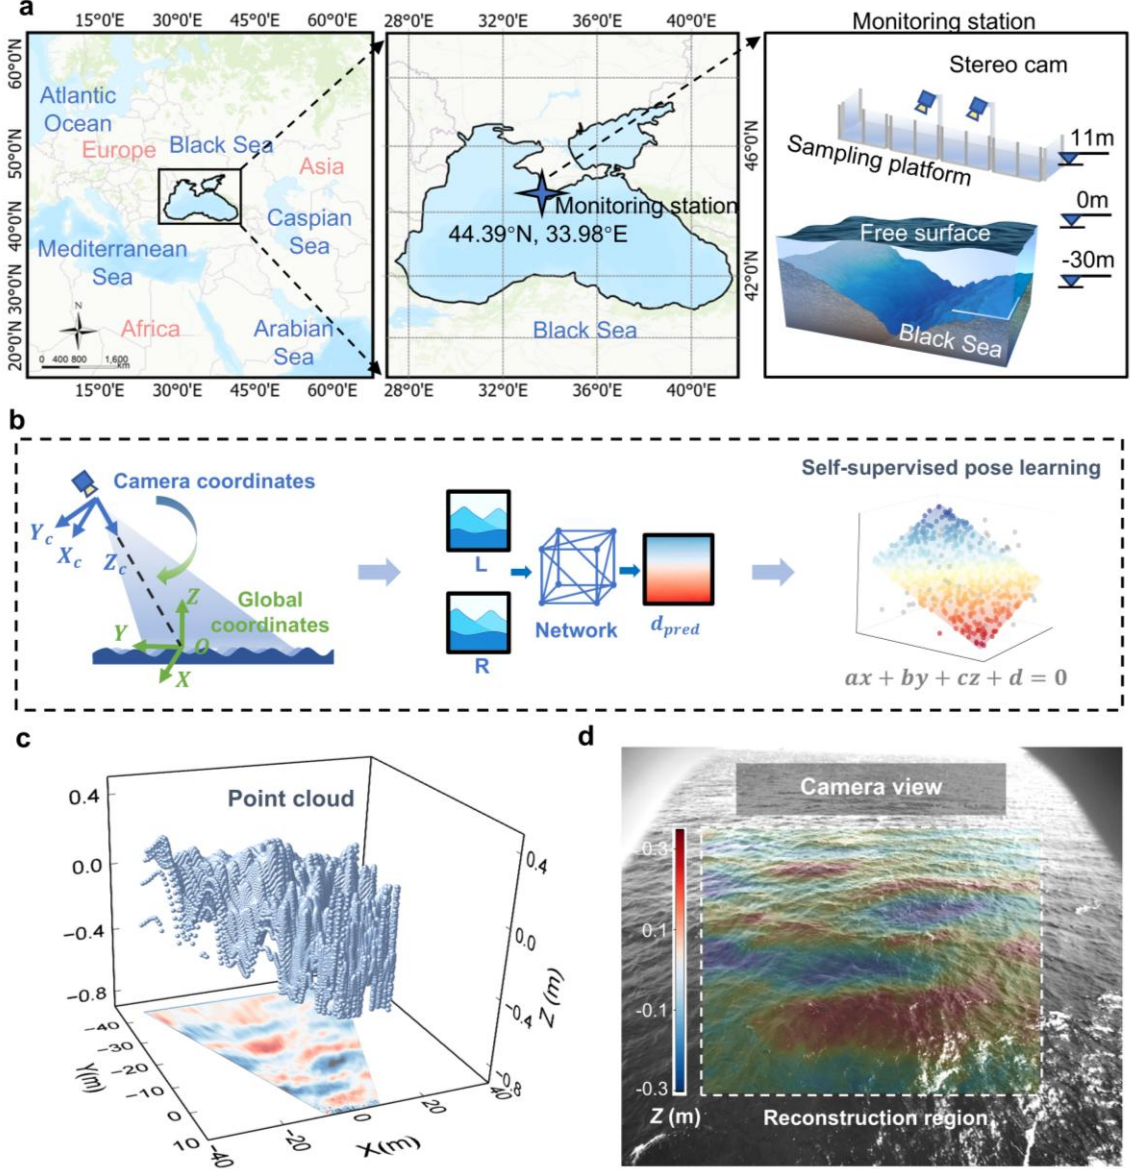 a
15°0'E 30°0'E 45°0'E 60°0'E
60°0'N
50°0'N
40°0'N
30°0'N
20°0'N
Atlantic
Ocean
Europe
Black Sea
Asia
Caspian
Sea
Mediterranean
Sea
Africa
Arabian
Sea
N
0 400 800 1,600
km
15°0'E 30°0'E 45°0'E 60°0'E
28°0'E 32°0'E 36°0'E 40°0'E
46°0'N
42°0'N
Monitoring station
44.39°N, 33.98°E
Black Sea
28°0'E 32°0'E 36°0'E 40°0'E
Monitoring station
Stereo cam
Sampling platform
11m
0m
-30m
Free surface
Black Sea
b
Camera coordinates
Yc
Xc
Zc
Z
Global
coordinates
Y
O
X
L
R
Network
dpred
Self-supervised pose learning
ax + by + cz + d = 0
c
Point cloud
0.4
0.0
−0.4
−0.8
0.4
0.0
−0.4
−0.8
Z(m)
−40
−30
−20
−10
0
10
Y(m)
−40
−20
0
20
40
X(m)
d
Camera view
0.3
0.1
-0.1
-0.3
Z (m)
Reconstruction region